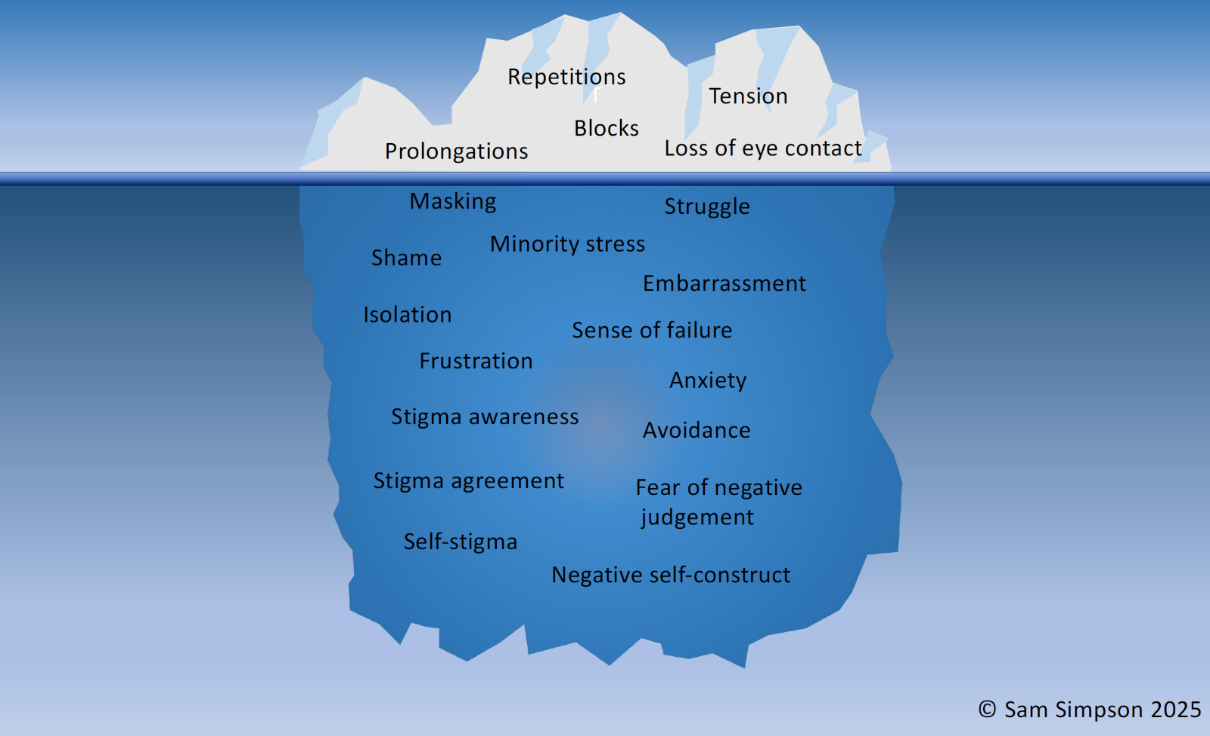 Repetitions
Tension
Blocks
Loss of eye contact
Prolongations
Masking
Struggle
Minority stress
Shame
Embarrassment
Isolation
Sense of failure
Frustration
Anxiety
Stigma awareness
Avoidance
Stigma agreement
Fear of negative
judgement
Self-stigma
Negative self-construct
© Sam Simpson 2025